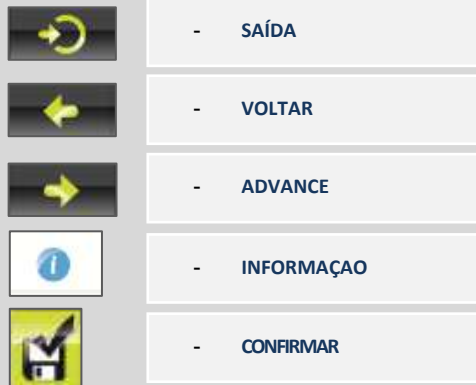 - SAÍDA
- VOLTAR
- ADVANCE
- INFORMAÇAO
- CONFIRMAR